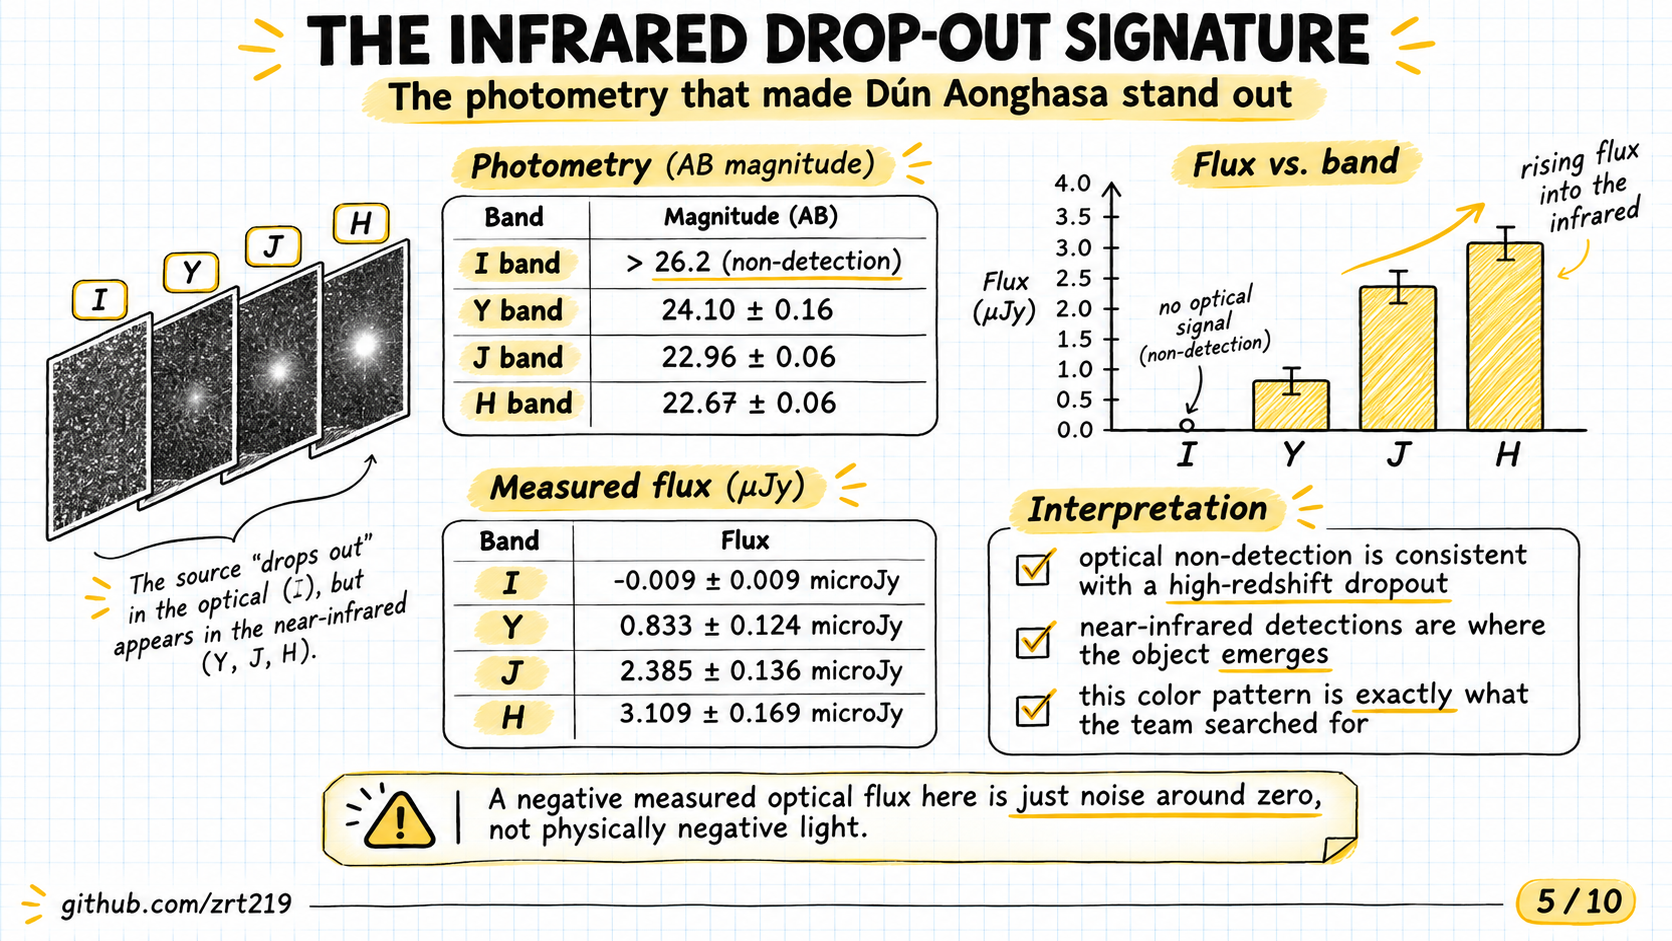 THE INFRARED DROP-OUT SIGNATURE
The photometry that made Dún Aonghasa stand out
I
Y
J
H
The source “drops out”
in the optical (I), but
appears in the near-infrared
(Y, J, H).
Photometry (AB magnitude)
Band Magnitude (AB)
I band > 26.2 (non-detection)
Y band 24.10 ± 0.16
J band 22.96 ± 0.06
H band 22.67 ± 0.06
Measured flux (μJy)
Band Flux
I -0.009 ± 0.009 microJy
Y 0.833 ± 0.124 microJy
J 2.385 ± 0.136 microJy
H 3.109 ± 0.169 microJy
Flux vs. band
rising flux
into the
infrared
Flux
(μJy)
4.0
3.5
3.0
2.5
2.0
1.5
1.0
0.5
0.0
no optical
signal
(non-detection)
I Y J H
Interpretation
optical non-detection is consistent
with a high-redshift dropout
near-infrared detections are where
the object emerges
this color pattern is exactly what
the team searched for
!
A negative measured optical flux here is just noise around zero,
not physically negative light.
github.com/zrt219
5 / 10